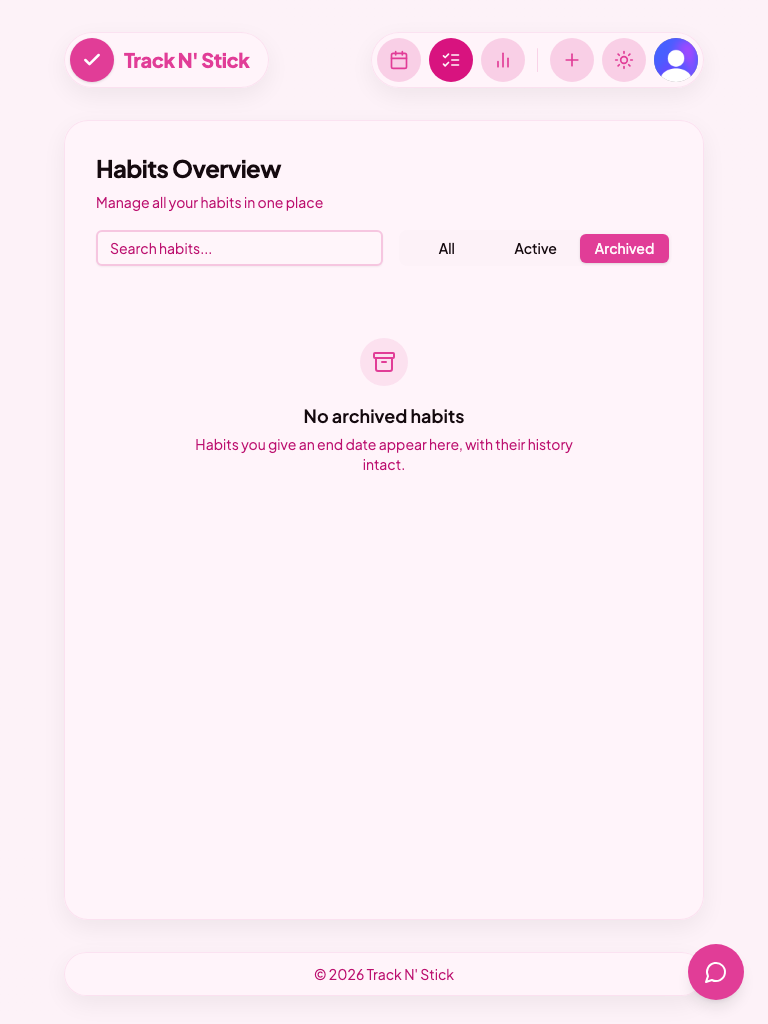 Track N' Stick
Habits Overview
Manage all your habits in one place
Search habits...
All
Active
Archived
No archived habits
Habits you give an end date appear here, with their history
intact.
© 2026 Track N' Stick